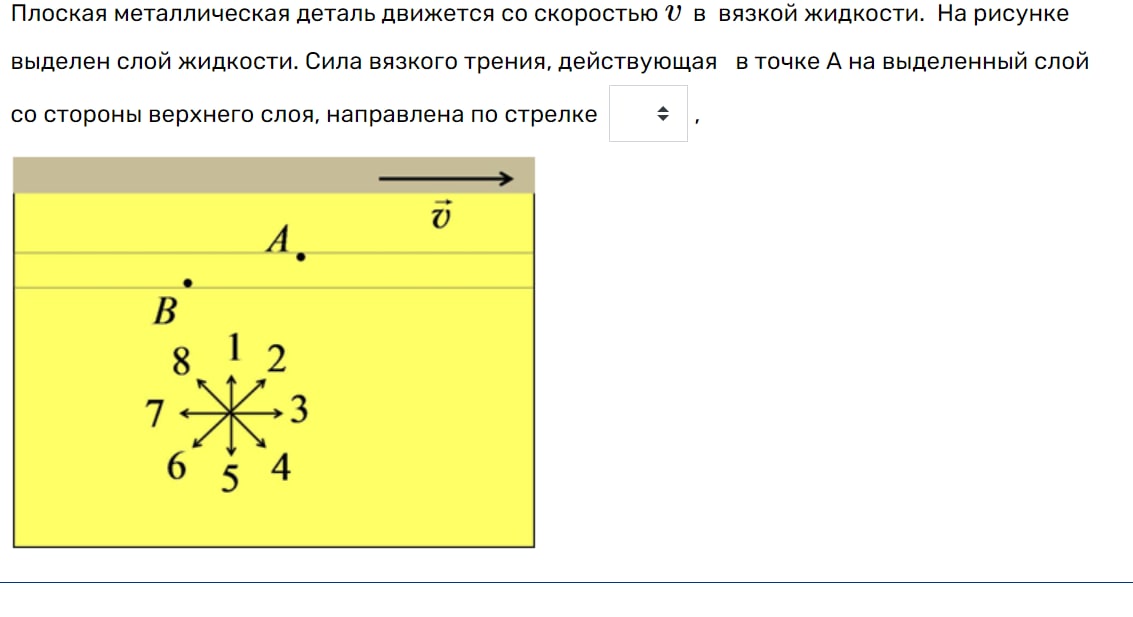 Плоская металлическая деталь движется со скоростью v в вязкой жидкости. На рисунке
выделен слой жидкости. Сила вязкого трения, действующая в точке А на выделенный слой
со стороны верхнего слоя, направлена по стрелке ,
v
A
B
8 1 2
7 3
6 5 4